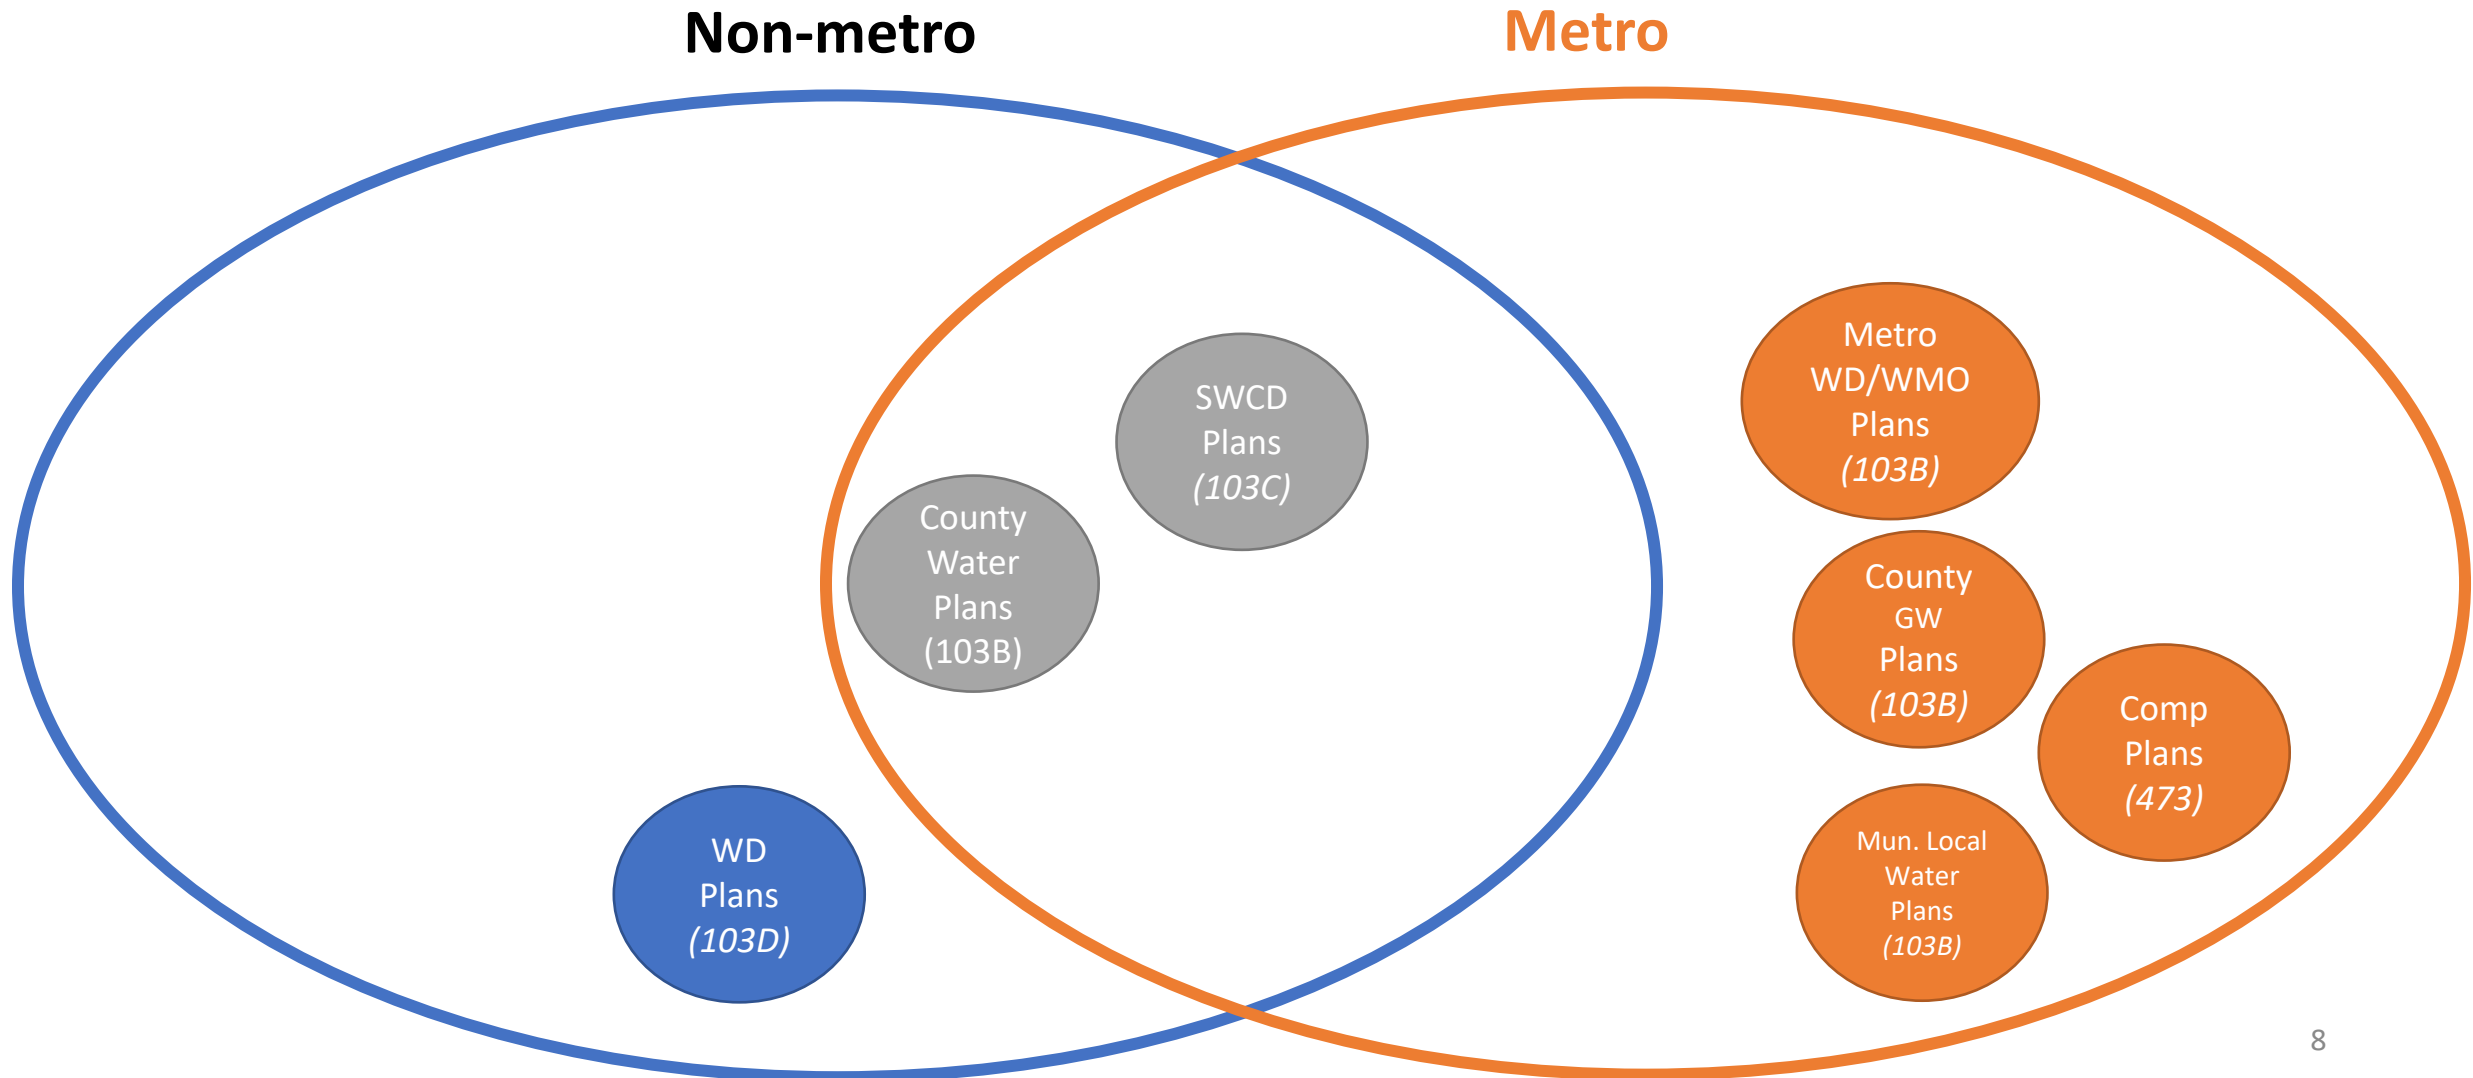 Non-metro
Metro
SWCD
Plans
(103C)
County
Water
Plans
(103B)
WD
Plans
(103D)
Metro
WD/WMO
Plans
(103B)
County
GW
Plans
(103B)
Comp
Plans
(473)
Mun. Local
Water
Plans
(103B)
8